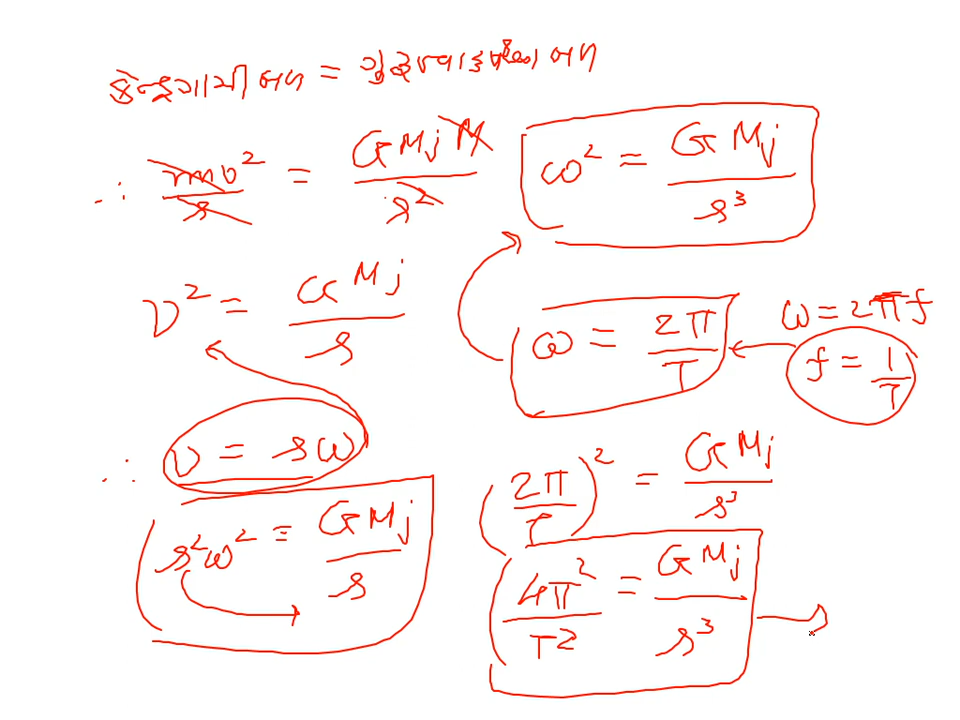 કેન્દ્રગામી બળ = ગુરુત્વાકર્ષણ બળ
∴ mv²/r = GMjM/r²
v² = GMj/r
∴ v = rω
r²ω² = GMj/r
ω² = GMj/r³
ω = 2π/T
ω = 2πf
f = 1/T
(2π/T)² = GMj/r³
4π²/T² = GMj/r³